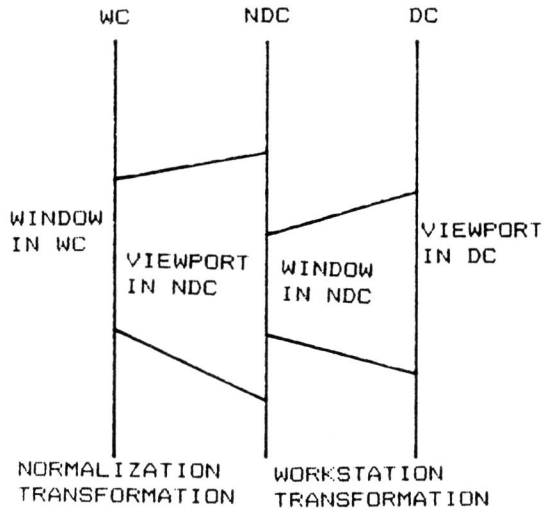 WC NDC DC
WINDOW
IN WC
VIEWPORT
IN NDC
WINDOW
IN NDC
VIEWPORT
IN DC
NORMALIZATION
TRANSFORMATION
WORKSTATION
TRANSFORMATION